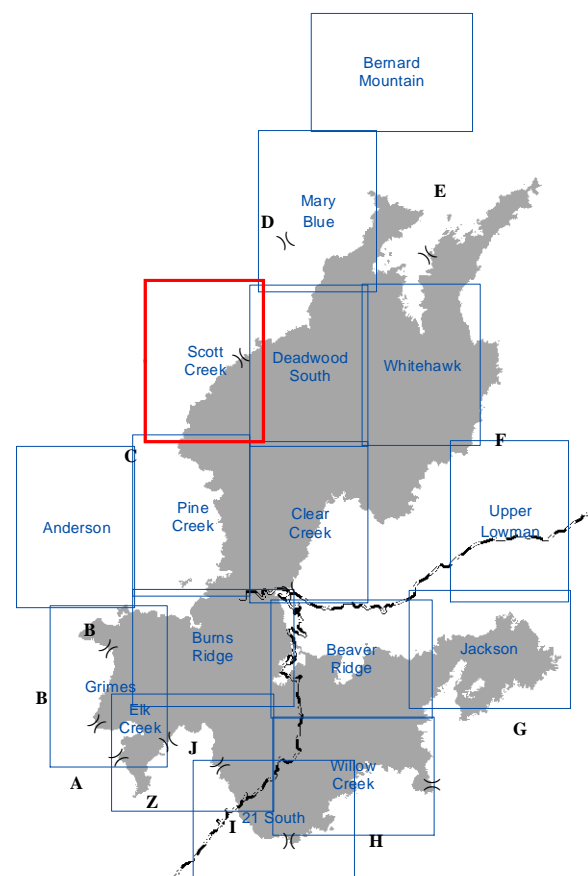 Bernard
Mountain
E
Mary
Blue
D
Scott
Creek
Deadwood
South
Whitehawk
F
C
Pine
Creek
Clear
Creek
Upper
Lowman
Anderson
B
Burns
Ridge
Beaver
Ridge
Jackson
B
Grimes
Elk
Creek
G
J
A
Z
Willow
Creek
I
21 South
H